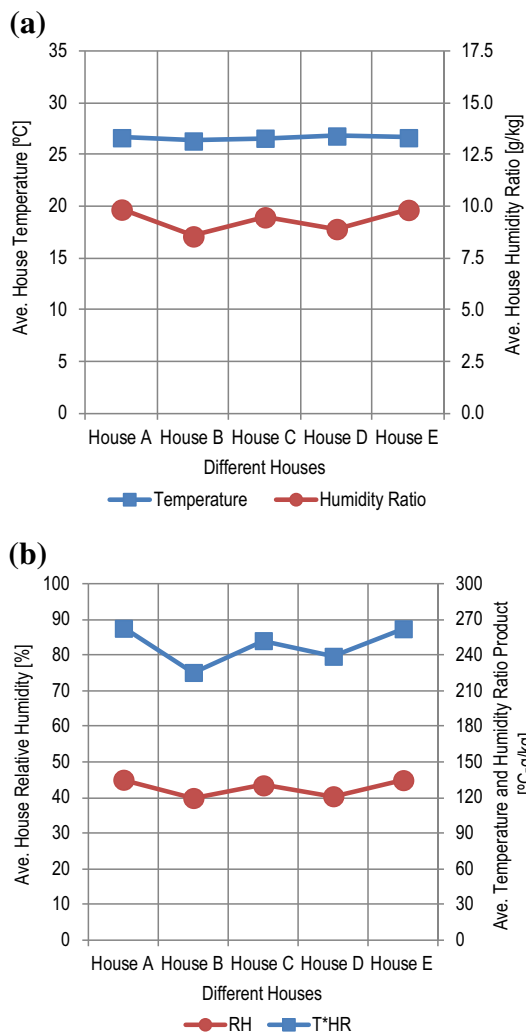 (a)
Ave. House Temperature [ºC]
35
30
25
20
15
10
5
0
17.5
15.0
12.5
10.0
7.5
5.0
2.5
0.0
Ave. House Humidity Ratio [g/kg]
House A House B House C House D House E
Different Houses
Temperature Humidity Ratio
(b)
Ave. House Relative Humidity [%]
100
90
80
70
60
50
40
30
20
10
0
300
270
240
210
180
150
120
90
60
30
0
Ave. Temperature and Humidity Ratio Product
[ºC-g/kg]
House A House B House C House D House E
Different Houses
RH T*HR